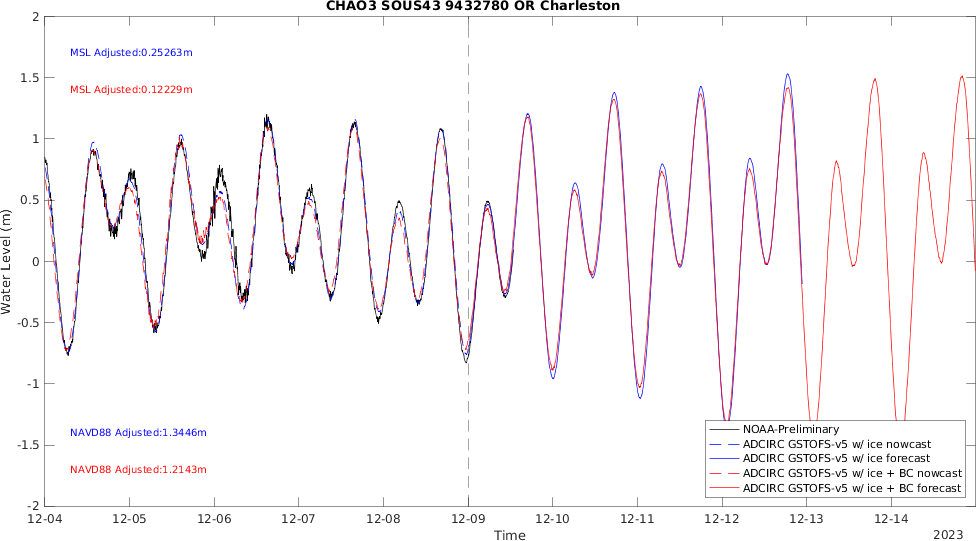 CHAO3 SOUS43 9432780 OR Charleston
2
1.5
1
0.5
0
-0.5
-1
-1.5
-2
Water Level (m)
MSL Adjusted:0.25263m
MSL Adjusted:0.12229m
NAVD88 Adjusted:1.3446m
NAVD88 Adjusted:1.2143m
NOAA-Preliminary
ADCIRC GSTOFS-v5 w/ ice nowcast
ADCIRC GSTOFS-v5 w/ ice forecast
ADCIRC GSTOFS-v5 w/ ice + BC nowcast
ADCIRC GSTOFS-v5 w/ ice + BC forecast
12-04 12-05 12-06 12-07 12-08 12-09 12-10 12-11 12-12 12-13 12-14
Time
2023